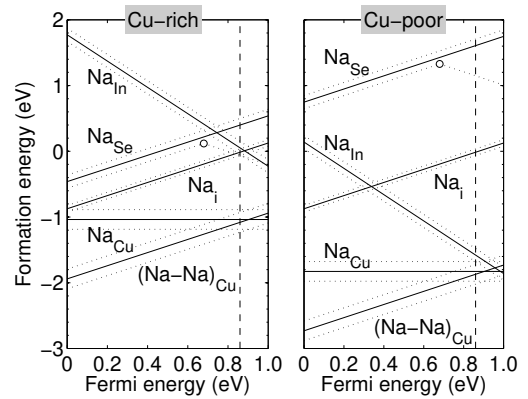 Cu−rich
Cu−poor
Formation energy (eV)
2
1
0
−1
−2
−3
Na_In
Na_Se
Na_i
Na_Cu
(Na−Na)_Cu
0 0.2 0.4 0.6 0.8 1.0
Fermi energy (eV)
Na_Se
Na_In
Na_i
Na_Cu
(Na−Na)_Cu
0 0.2 0.4 0.6 0.8 1.0
Fermi energy (eV)